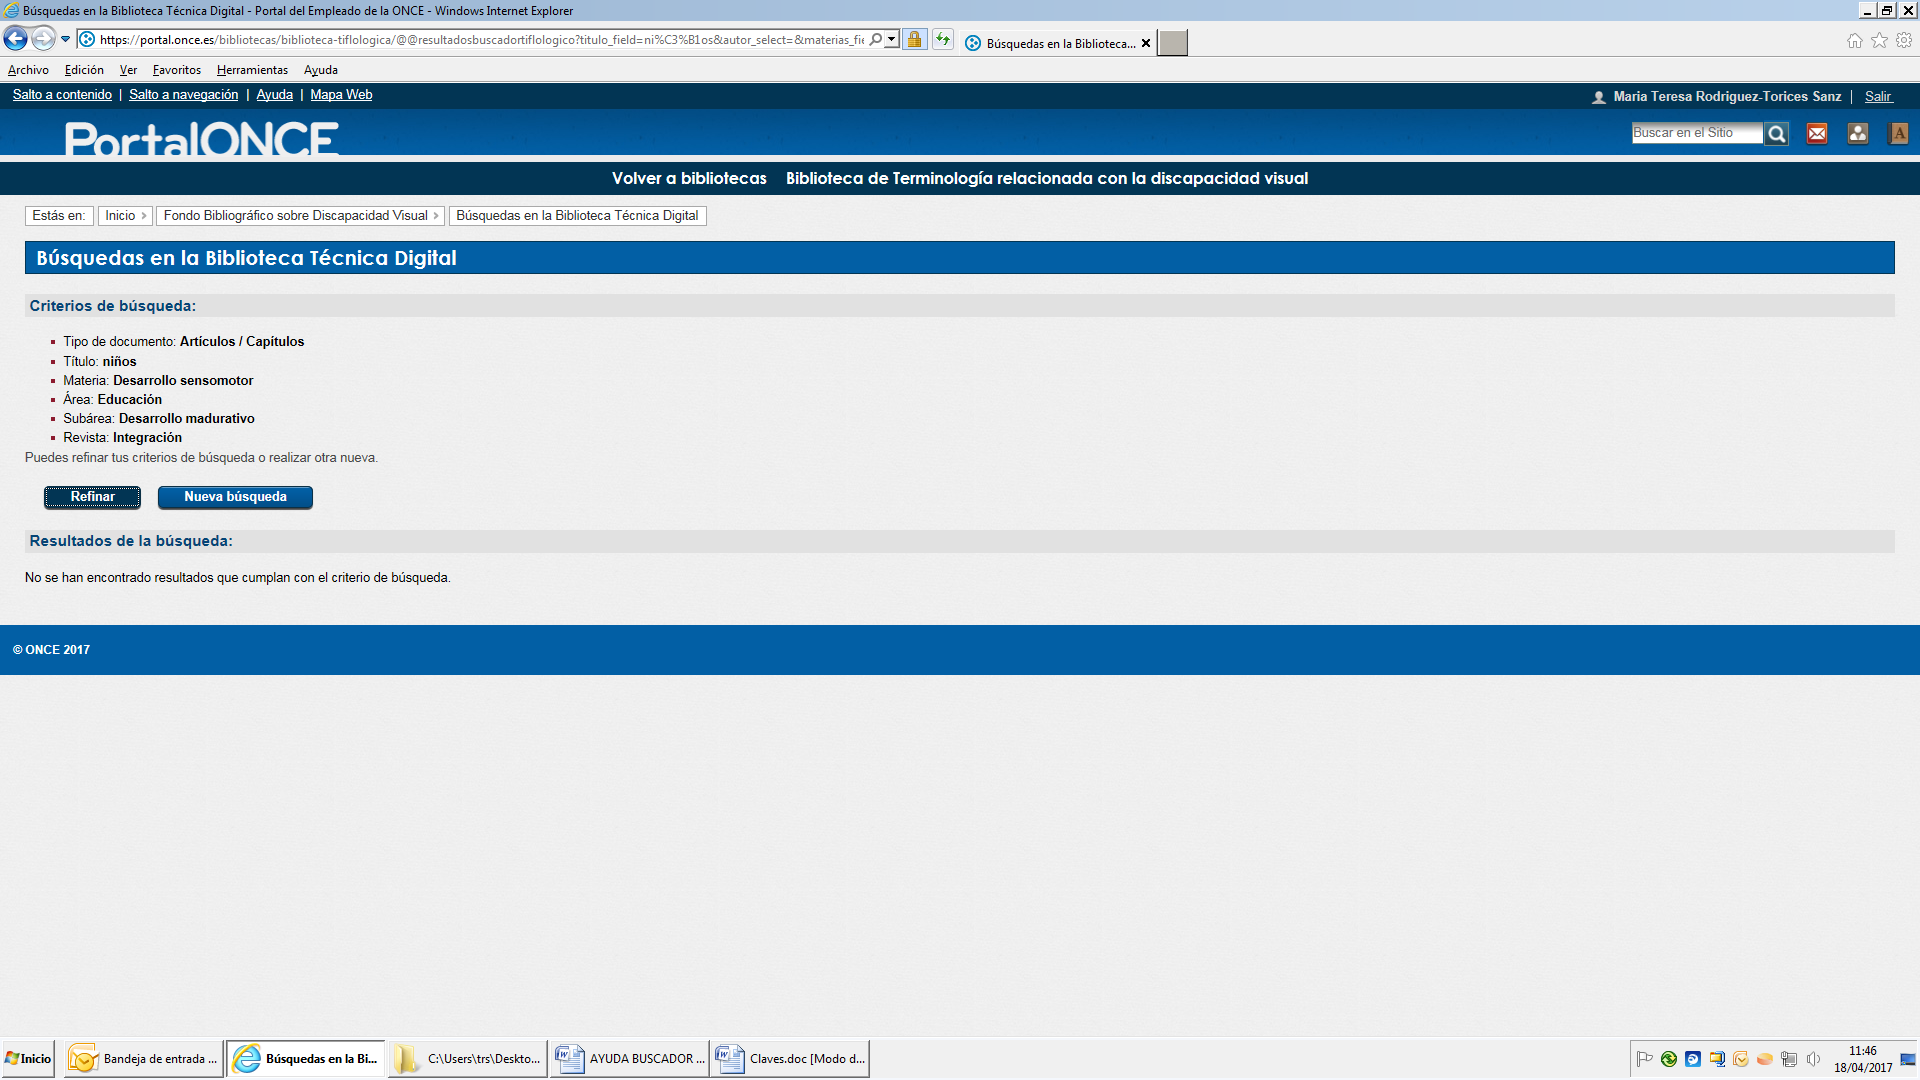 Búsquedas en la Biblioteca Técnica Digital - Portal del Empleado de la ONCE - Windows Internet Explorer
https://portal.once.es/bibliotecas/biblioteca-tiflologica/@@resultadosbuscadortiflologico?titulo_field=ni%C3%B1os&autor_select=&materias_fie
Búsquedas en la Biblioteca...
Archivo Edición Ver Favoritos Herramientas Ayuda
Salto a contenido | Salto a navegación | Ayuda | Mapa Web
Maria Teresa Rodriguez-Torices Sanz | Salir
PortalONCE
Buscar en el Sitio
A
Volver a bibliotecas Biblioteca de Terminología relacionada con la discapacidad visual
Estás en: Inicio Fondo Bibliográfico sobre Discapacidad Visual Búsquedas en la Biblioteca Técnica Digital
Búsquedas en la Biblioteca Técnica Digital
Criterios de búsqueda:
Tipo de documento: Artículos / Capítulos
Título: niños
Materia: Desarrollo sensomotor
Área: Educación
Subárea: Desarrollo madurativo
Revista: Integración
Puedes refinar tus criterios de búsqueda o realizar otra nueva.
Refinar Nueva búsqueda
Resultados de la búsqueda:
No se han encontrado resultados que cumplan con el criterio de búsqueda.
© ONCE 2017
Inicio Bandeja de entrada ... Búsquedas en la Bi... C:\Users\trs\Deskto... AYUDA BUSCADOR ... Claves.doc [Modo d...
11:46
18/04/2017